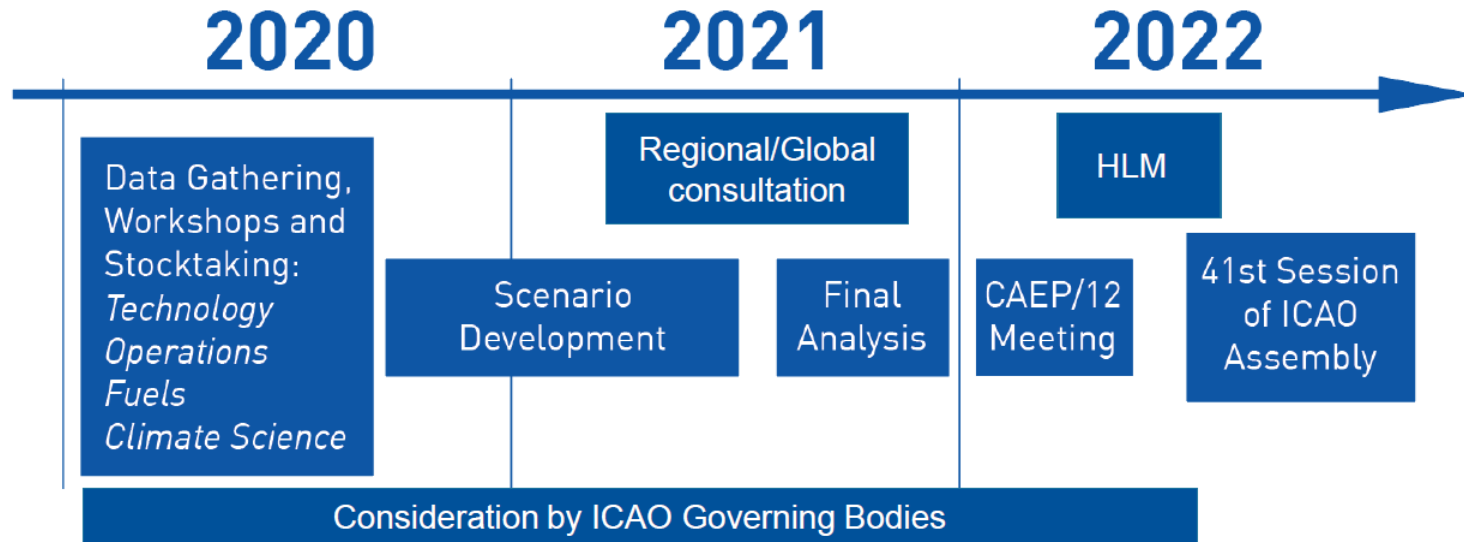 2020
2021
2022
Data Gathering,
Workshops and
Stocktaking:
Technology
Operations
Fuels
Climate Science
Scenario
Development
Regional/Global
consultation
Final
Analysis
HLM
CAEP/12
Meeting
41st Session
of ICAO
Assembly
Consideration by ICAO Governing Bodies